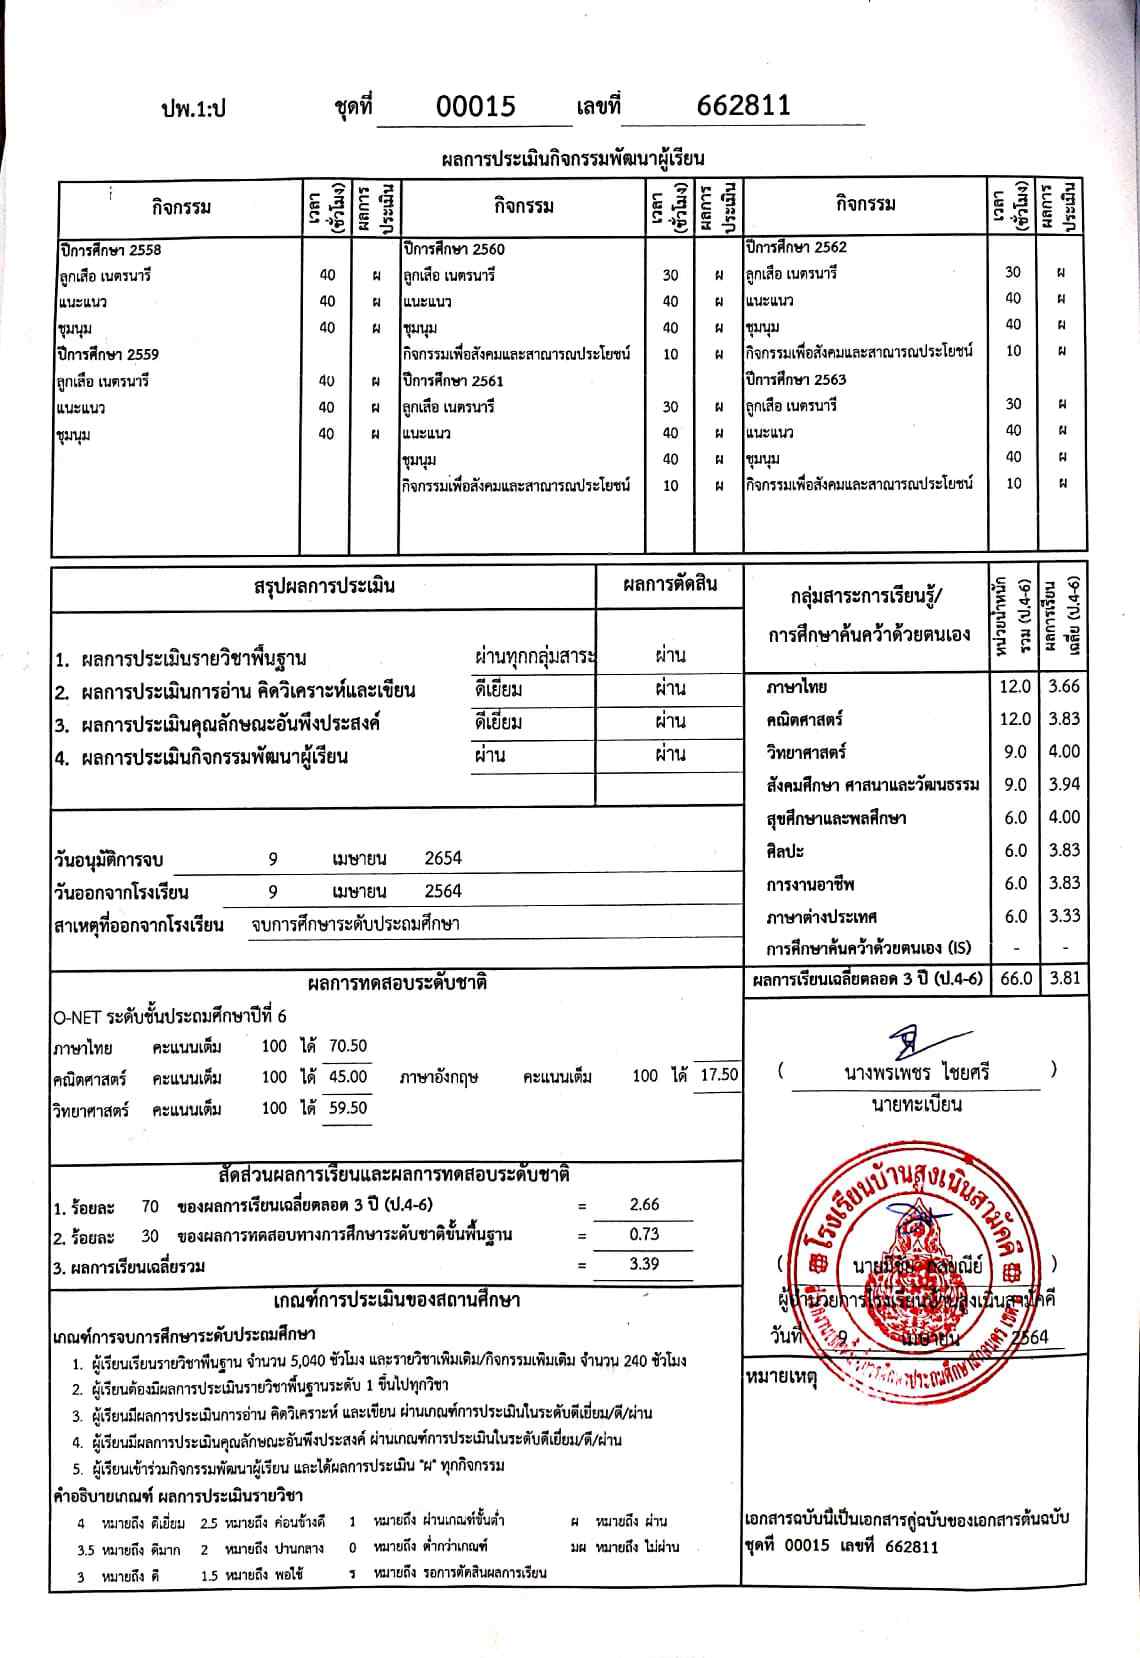 ปพ.1:ป ชุดที่ 00015 เลขที่ 662811
ผลการประเมินกิจกรรมพัฒนาผู้เรียน
กิจกรรม เวลา (ชั่วโมง) ผลการประเมิน กิจกรรม เวลา (ชั่วโมง) ผลการประเมิน กิจกรรม เวลา (ชั่วโมง) ผลการประเมิน
ปีการศึกษา 2558 ปีการศึกษา 2560 ปีการศึกษา 2562
ลูกเสือ เนตรนารี 40 ผ ลูกเสือ เนตรนารี 30 ผ ลูกเสือ เนตรนารี 30 ผ
แนะแนว 40 ผ แนะแนว 40 ผ แนะแนว 40 ผ
ชุมนุม 40 ผ ชุมนุม 40 ผ ชุมนุม 40 ผ
ปีการศึกษา 2559 กิจกรรมเพื่อสังคมและสาณารณประโยชน์ 10 ผ กิจกรรมเพื่อสังคมและสาณารณประโยชน์ 10 ผ
ลูกเสือ เนตรนารี 40 ผ ปีการศึกษา 2561 ปีการศึกษา 2563
แนะแนว 40 ผ ลูกเสือ เนตรนารี 30 ผ ลูกเสือ เนตรนารี 30 ผ
ชุมนุม 40 ผ แนะแนว 40 ผ แนะแนว 40 ผ
ชุมนุม 40 ผ ชุมนุม 40 ผ
กิจกรรมเพื่อสังคมและสาณารณประโยชน์ 10 ผ กิจกรรมเพื่อสังคมและสาณารณประโยชน์ 10 ผ
สรุปผลการประเมิน ผลการตัดสิน
1. ผลการประเมินรายวิชาพื้นฐาน ผ่านทุกกลุ่มสาระ ผ่าน
2. ผลการประเมินการอ่าน คิดวิเคราะห์และเขียน ดีเยี่ยม ผ่าน
3. ผลการประเมินคุณลักษณะอันพึงประสงค์ ดีเยี่ยม ผ่าน
4. ผลการประเมินกิจกรรมพัฒนาผู้เรียน ผ่าน ผ่าน
วันอนุมัติการจบ 9 เมษายน 2654
วันออกจากโรงเรียน 9 เมษายน 2564
สาเหตุที่ออกจากโรงเรียน จบการศึกษาระดับประถมศึกษา
ผลการทดสอบระดับชาติ
O-NET ระดับชั้นประถมศึกษาปีที่ 6
ภาษาไทย คะแนนเต็ม 100 ได้ 70.50
คณิตศาสตร์ คะแนนเต็ม 100 ได้ 45.00 ภาษาอังกฤษ คะแนนเต็ม 100 ได้ 17.50
วิทยาศาสตร์ คะแนนเต็ม 100 ได้ 59.50
สัดส่วนผลการเรียนและผลการทดสอบระดับชาติ
1. ร้อยละ 70 ของผลการเรียนเฉลี่ยตลอด 3 ปี (ป.4-6) = 2.66
2. ร้อยละ 30 ของผลการทดสอบทางการศึกษาระดับชาติขั้นพื้นฐาน = 0.73
3. ผลการเรียนเฉลี่ยรวม = 3.39
เกณฑ์การประเมินของสถานศึกษา
เกณฑ์การจบการศึกษาระดับประถมศึกษา
1. ผู้เรียนเรียนรายวิชาพื้นฐาน จำนวน 5,040 ชั่วโมง และรายวิชาเพิ่มเติม/กิจกรรมเพิ่มเติม จำนวน 240 ชั่วโมง
2. ผู้เรียนต้องมีผลการประเมินรายวิชาพื้นฐานระดับ 1 ขึ้นไปทุกวิชา
3. ผู้เรียนมีผลการประเมินการอ่าน คิดวิเคราะห์ และเขียน ผ่านเกณฑ์การประเมินในระดับดีเยี่ยม/ดี/ผ่าน
4. ผู้เรียนมีผลการประเมินคุณลักษณะอันพึงประสงค์ ผ่านเกณฑ์การประเมินในระดับดีเยี่ยม/ดี/ผ่าน
5. ผู้เรียนเข้าร่วมกิจกรรมพัฒนาผู้เรียน และได้ผลการประเมิน "ผ" ทุกกิจกรรม
คำอธิบายเกณฑ์ ผลการประเมินรายวิชา
4 หมายถึง ดีเยี่ยม 2.5 หมายถึง ค่อนข้างดี 1 หมายถึง ผ่านเกณฑ์ขั้นต่ำ ผ หมายถึง ผ่าน
3.5 หมายถึง ดีมาก 2 หมายถึง ปานกลาง 0 หมายถึง ต่ำกว่าเกณฑ์ มผ หมายถึง ไม่ผ่าน
3 หมายถึง ดี 1.5 หมายถึง พอใช้ ร หมายถึง รอการตัดสินผลการเรียน
กลุ่มสาระการเรียนรู้/ หน่วยน้ำหนัก รวม (ป.4-6) ผลการเรียน เฉลี่ย (ป.4-6)
การศึกษาค้นคว้าด้วยตนเอง
ภาษาไทย 12.0 3.66
คณิตศาสตร์ 12.0 3.83
วิทยาศาสตร์ 9.0 4.00
สังคมศึกษา ศาสนาและวัฒนธรรม 9.0 3.94
สุขศึกษาและพลศึกษา 6.0 4.00
ศิลปะ 6.0 3.83
การงานอาชีพ 6.0 3.83
ภาษาต่างประเทศ 6.0 3.33
การศึกษาค้นคว้าด้วยตนเอง (IS) - -
ผลการเรียนเฉลี่ยตลอด 3 ปี (ป.4-6) 66.0 3.81
( นางพรเพชร ไชยศรี )
นายทะเบียน
โรงเรียนบ้านสูงเนินสามัคคี
( )
ผู้อำนวยการโรงเรียนบ้านสูงเนินสามัคคี
วันที่ 9 เมษายน 2564
หมายเหตุ
เอกสารฉบับนี้เป็นเอกสารคู่ฉบับของเอกสารต้นฉบับ
ชุดที่ 00015 เลขที่ 662811